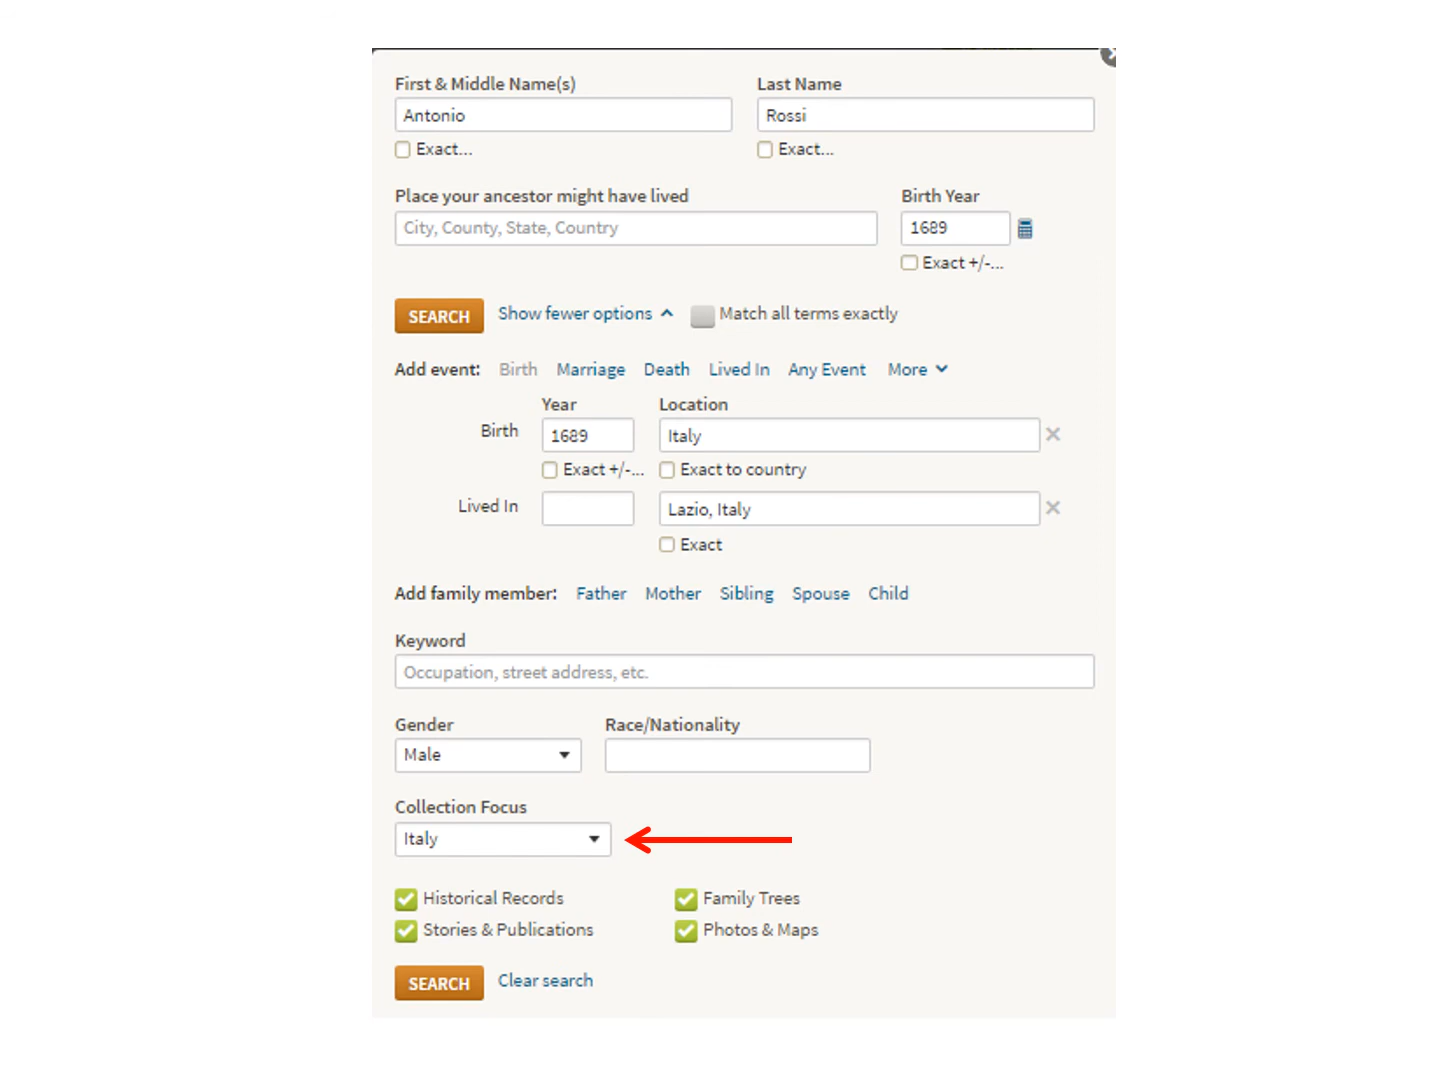 First & Middle Name(s) Last Name
Antonio Rossi
Exact... Exact...
Place your ancestor might have lived Birth Year
City, County, State, Country 1689
Exact +/-...
SEARCH Show fewer options Match all terms exactly
Add event: Birth Marriage Death Lived In Any Event More
Year Location
Birth 1689 Italy
Exact +/-... Exact to country
Lived In Lazio, Italy
Exact
Add family member: Father Mother Sibling Spouse Child
Keyword
Occupation, street address, etc.
Gender Race/Nationality
Male
Collection Focus
Italy
Historical Records Family Trees
Stories & Publications Photos & Maps
SEARCH Clear search